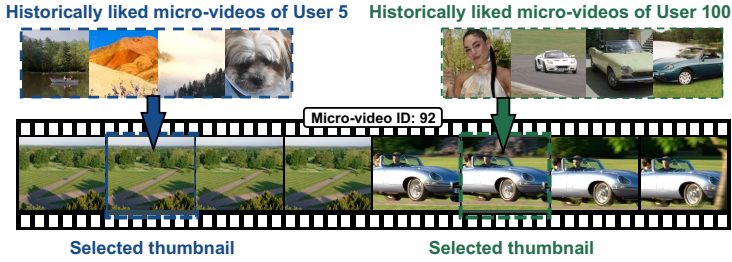 Historically liked micro-videos of User 5
Historically liked micro-videos of User 100
Micro-video ID: 92
Selected thumbnail
Selected thumbnail